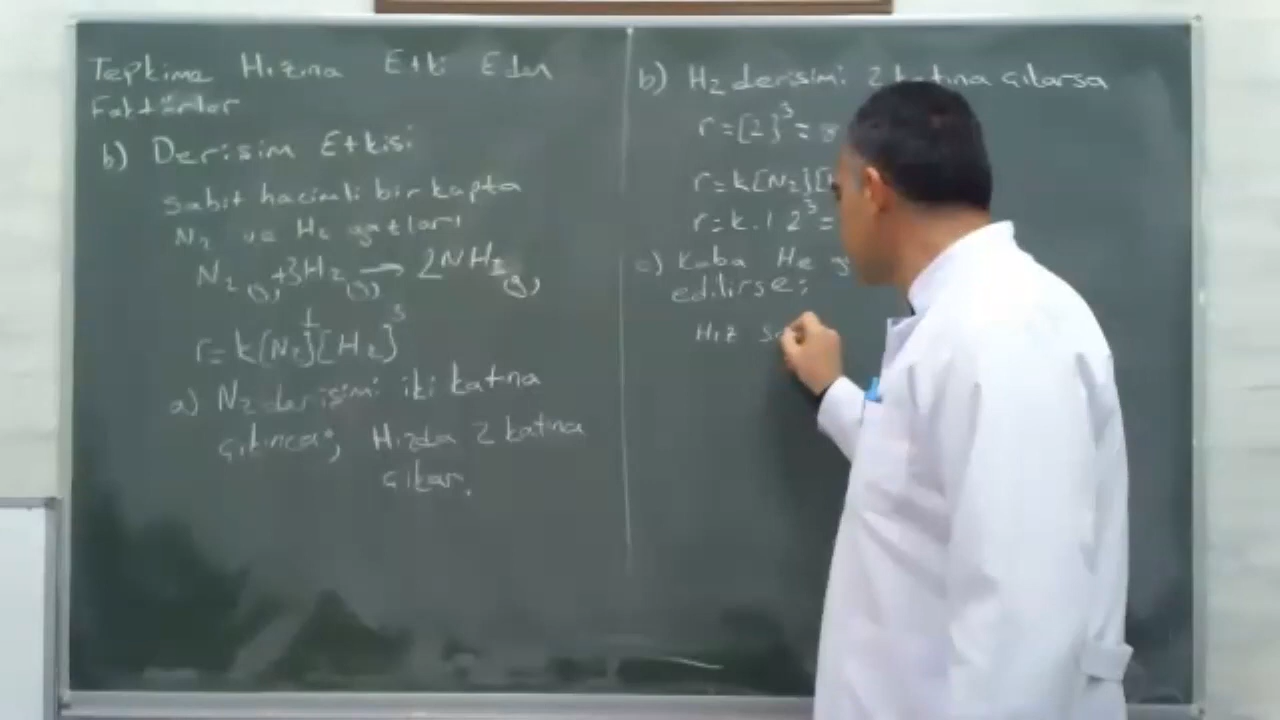 Tepkime Hızına Etki Eden
Faktörler
b) Derişim Etkisi
Sabit hacimli bir kapta
N2 ve H2 gazları
N2(g)+3H2(g)→2NH3(g)
r=k[N2]^1[H2]^3
a) N2 derişimi iki katına
çıkınca; Hızda 2 katına
çıkar.
b) H2 derişimi 2 katına çıkarsa
r=[2]^3=8
r=k[N2][
r=k.1 2^3=
c) Kaba He
edilirse;
Hız